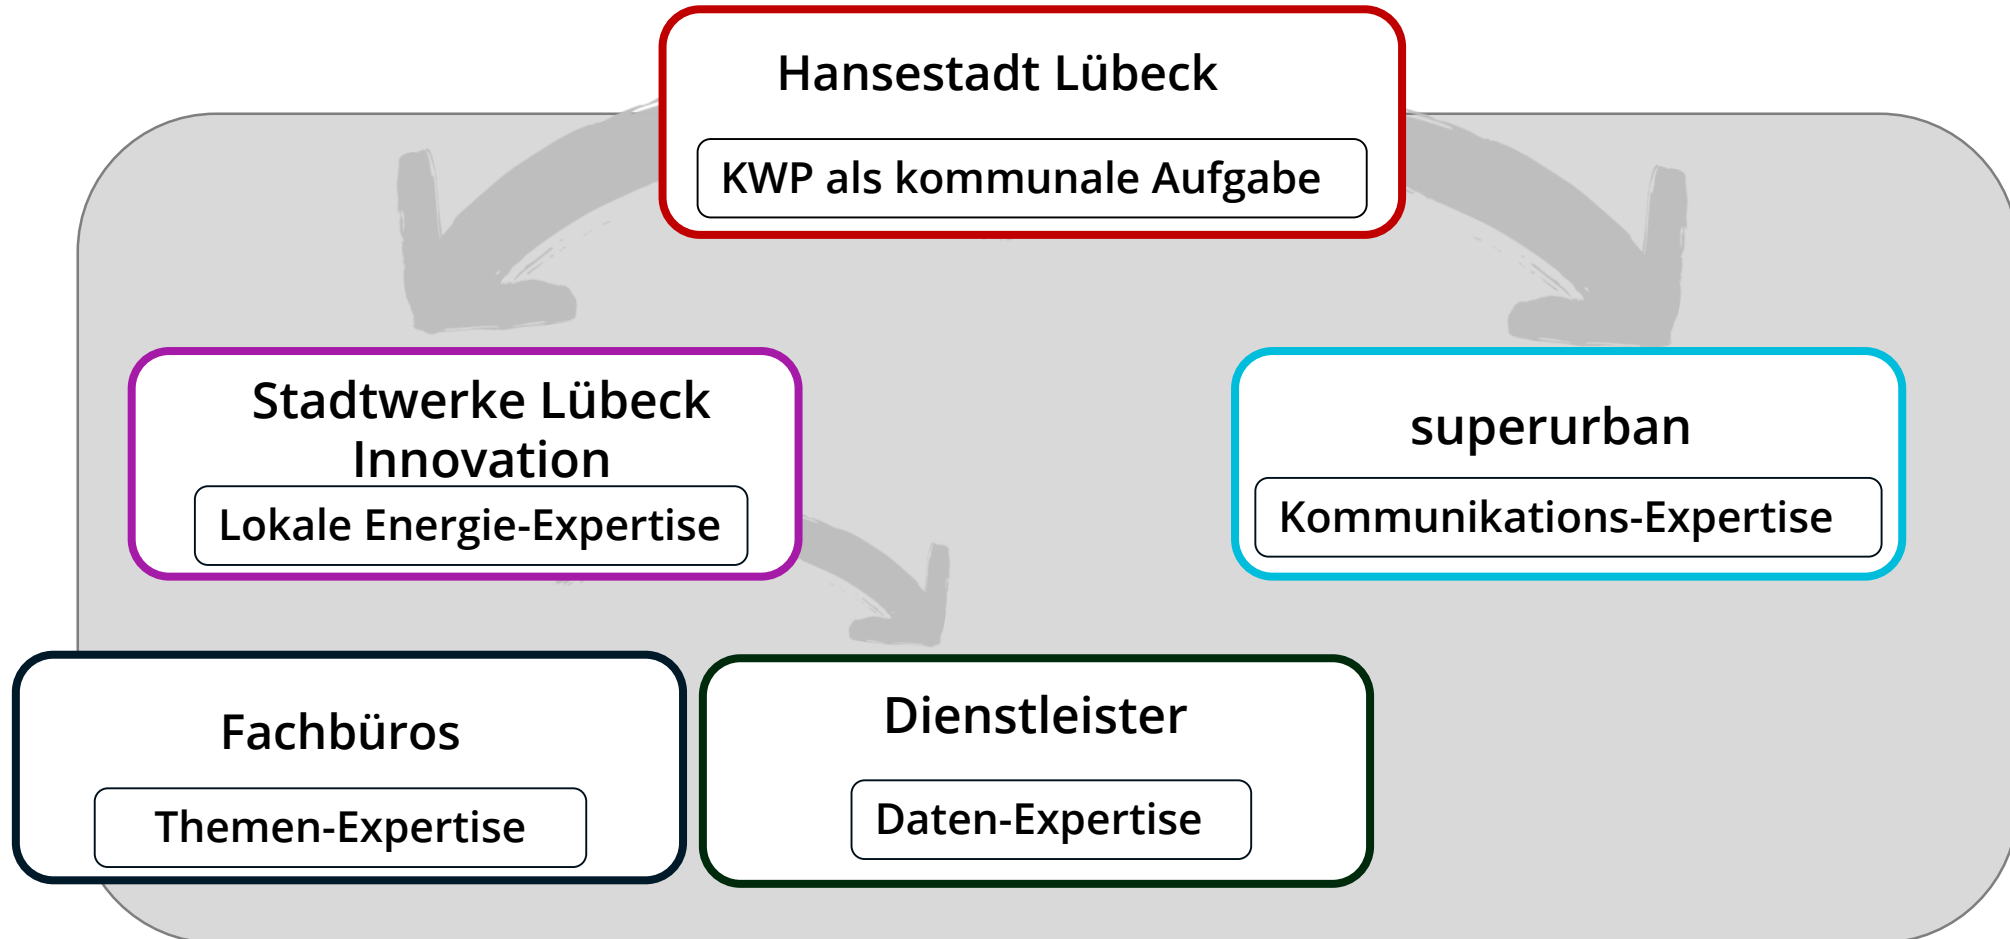 Hansestadt Lübeck
KWP als kommunale Aufgabe
Stadtwerke Lübeck
Innovation
Lokale Energie-Expertise
superurban
Kommunikations-Expertise
Fachbüros
Themen-Expertise
Dienstleister
Daten-Expertise